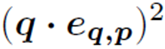 (q · e_{q,p})²